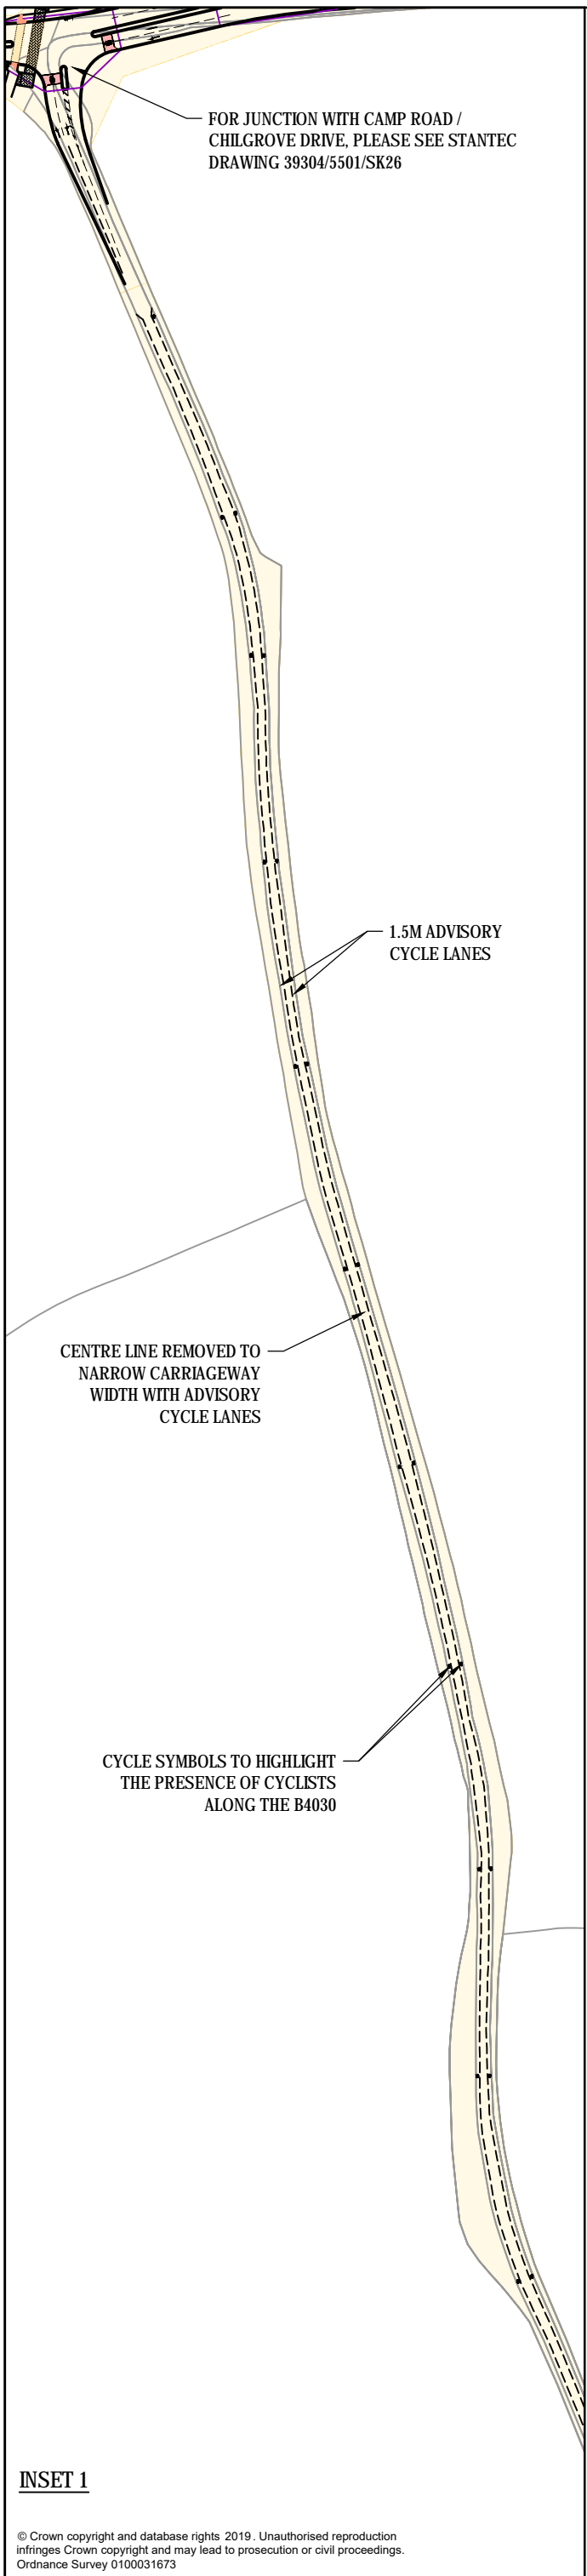 FOR JUNCTION WITH CAMP ROAD /
CHILGROVE DRIVE, PLEASE SEE STANTEC
DRAWING 39304/5501/SK26
1.5M ADVISORY
CYCLE LANES
CENTRE LINE REMOVED TO
NARROW CARRIAGEWAY
WIDTH WITH ADVISORY
CYCLE LANES
CYCLE SYMBOLS TO HIGHLIGHT
THE PRESENCE OF CYCLISTS
ALONG THE B4030
INSET 1
© Crown copyright and database rights 2019. Unauthorised reproduction
infringes Crown copyright and may lead to prosecution or civil proceedings.
Ordnance Survey 0100031673